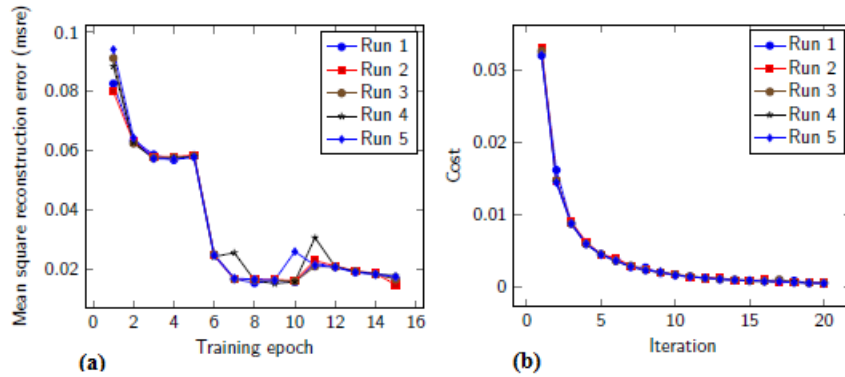 Mean square reconstruction error (msre)
0.1
0.08
0.06
0.04
0.02
0 2 4 6 8 10 12 14 16
Training epoch
(a)
Run 1
Run 2
Run 3
Run 4
Run 5
Cost
0.03
0.02
0.01
0
0 5 10 15 20
Iteration
(b)
Run 1
Run 2
Run 3
Run 4
Run 5